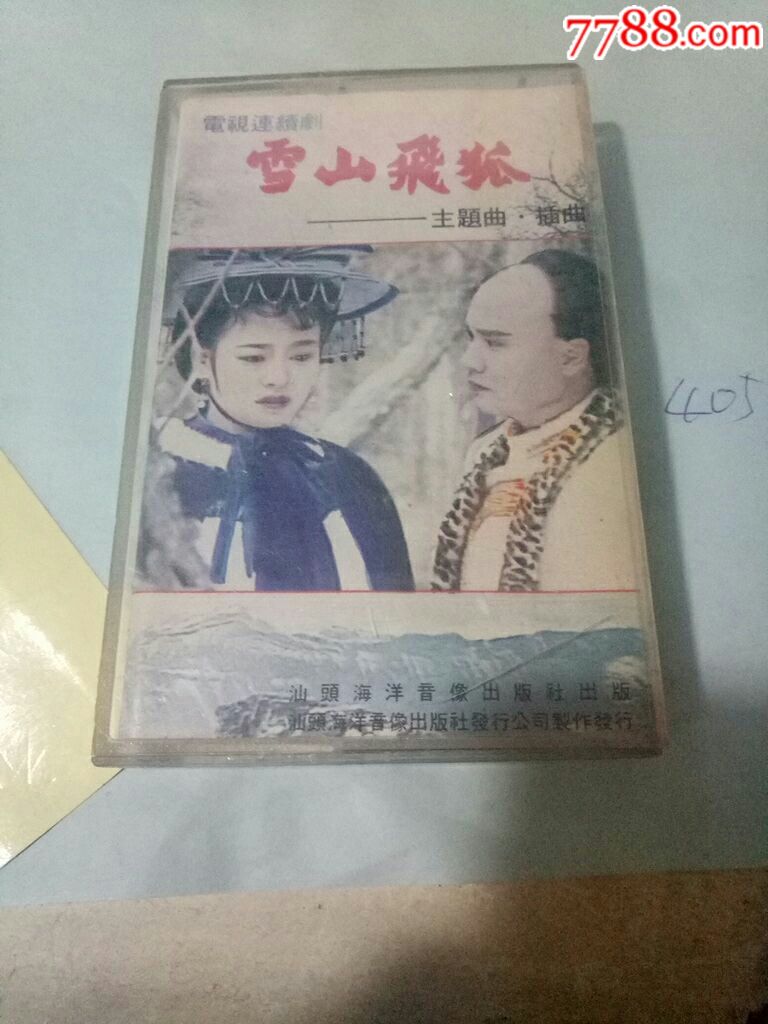 7788.com
電視連續劇
雪山飛狐
——主題曲·插曲
405
汕頭海洋音像出版社出版
汕頭海洋音像出版社發行公司製作發行